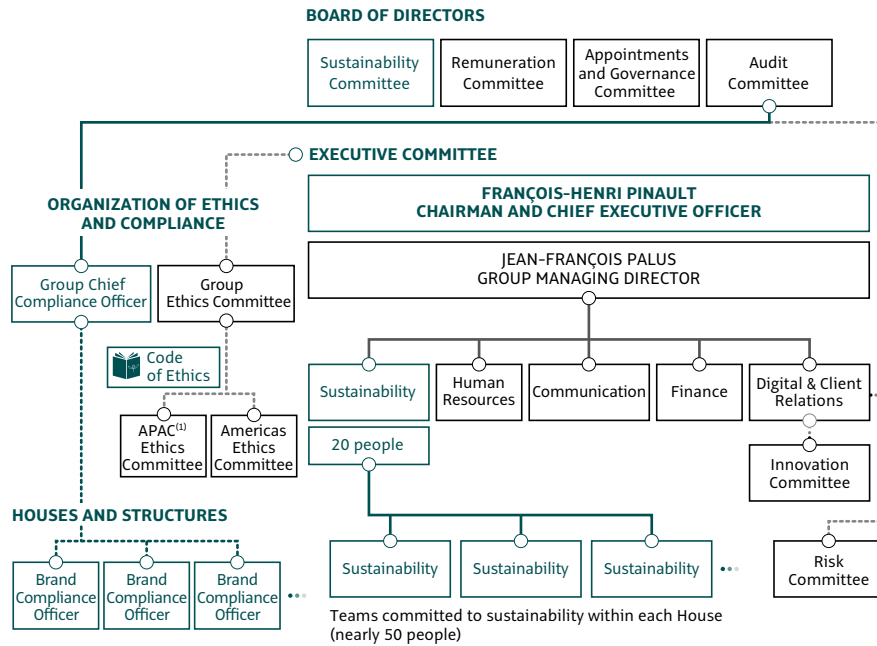 BOARD OF DIRECTORS
Sustainability
Committee
Remuneration
Committee
Appointments
and Governance
Committee
Audit
Committee
EXECUTIVE COMMITTEE
FRANÇOIS-HENRI PINAULT
CHAIRMAN AND CHIEF EXECUTIVE OFFICER
ORGANIZATION OF ETHICS
AND COMPLIANCE
JEAN-FRANÇOIS PALUS
GROUP MANAGING DIRECTOR
Group Chief
Compliance Officer
Group
Ethics Committee
Code
of Ethics
Sustainability
Human
Resources
Communication
Finance
Digital & Client
Relations
APAC(1)
Ethics
Committee
Americas
Ethics
Committee
20 people
Innovation
Committee
HOUSES AND STRUCTURES
Brand
Compliance
Officer
Brand
Compliance
Officer
Brand
Compliance
Officer
Sustainability
Sustainability
Sustainability
Risk
Committee
Teams committed to sustainability within each House
(nearly 50 people)